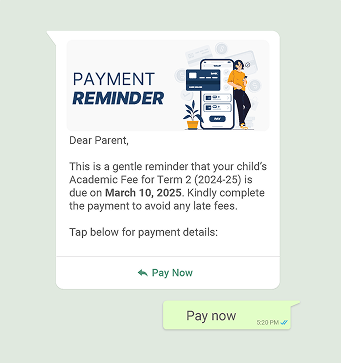 PAYMENT
REMINDER
PAY
Dear Parent,
This is a gentle reminder that your child's
Academic Fee for Term 2 (2024-25) is
due on March 10, 2025. Kindly complete
the payment to avoid any late fees.
Tap below for payment details:
Pay Now
Pay now
5:20 PM